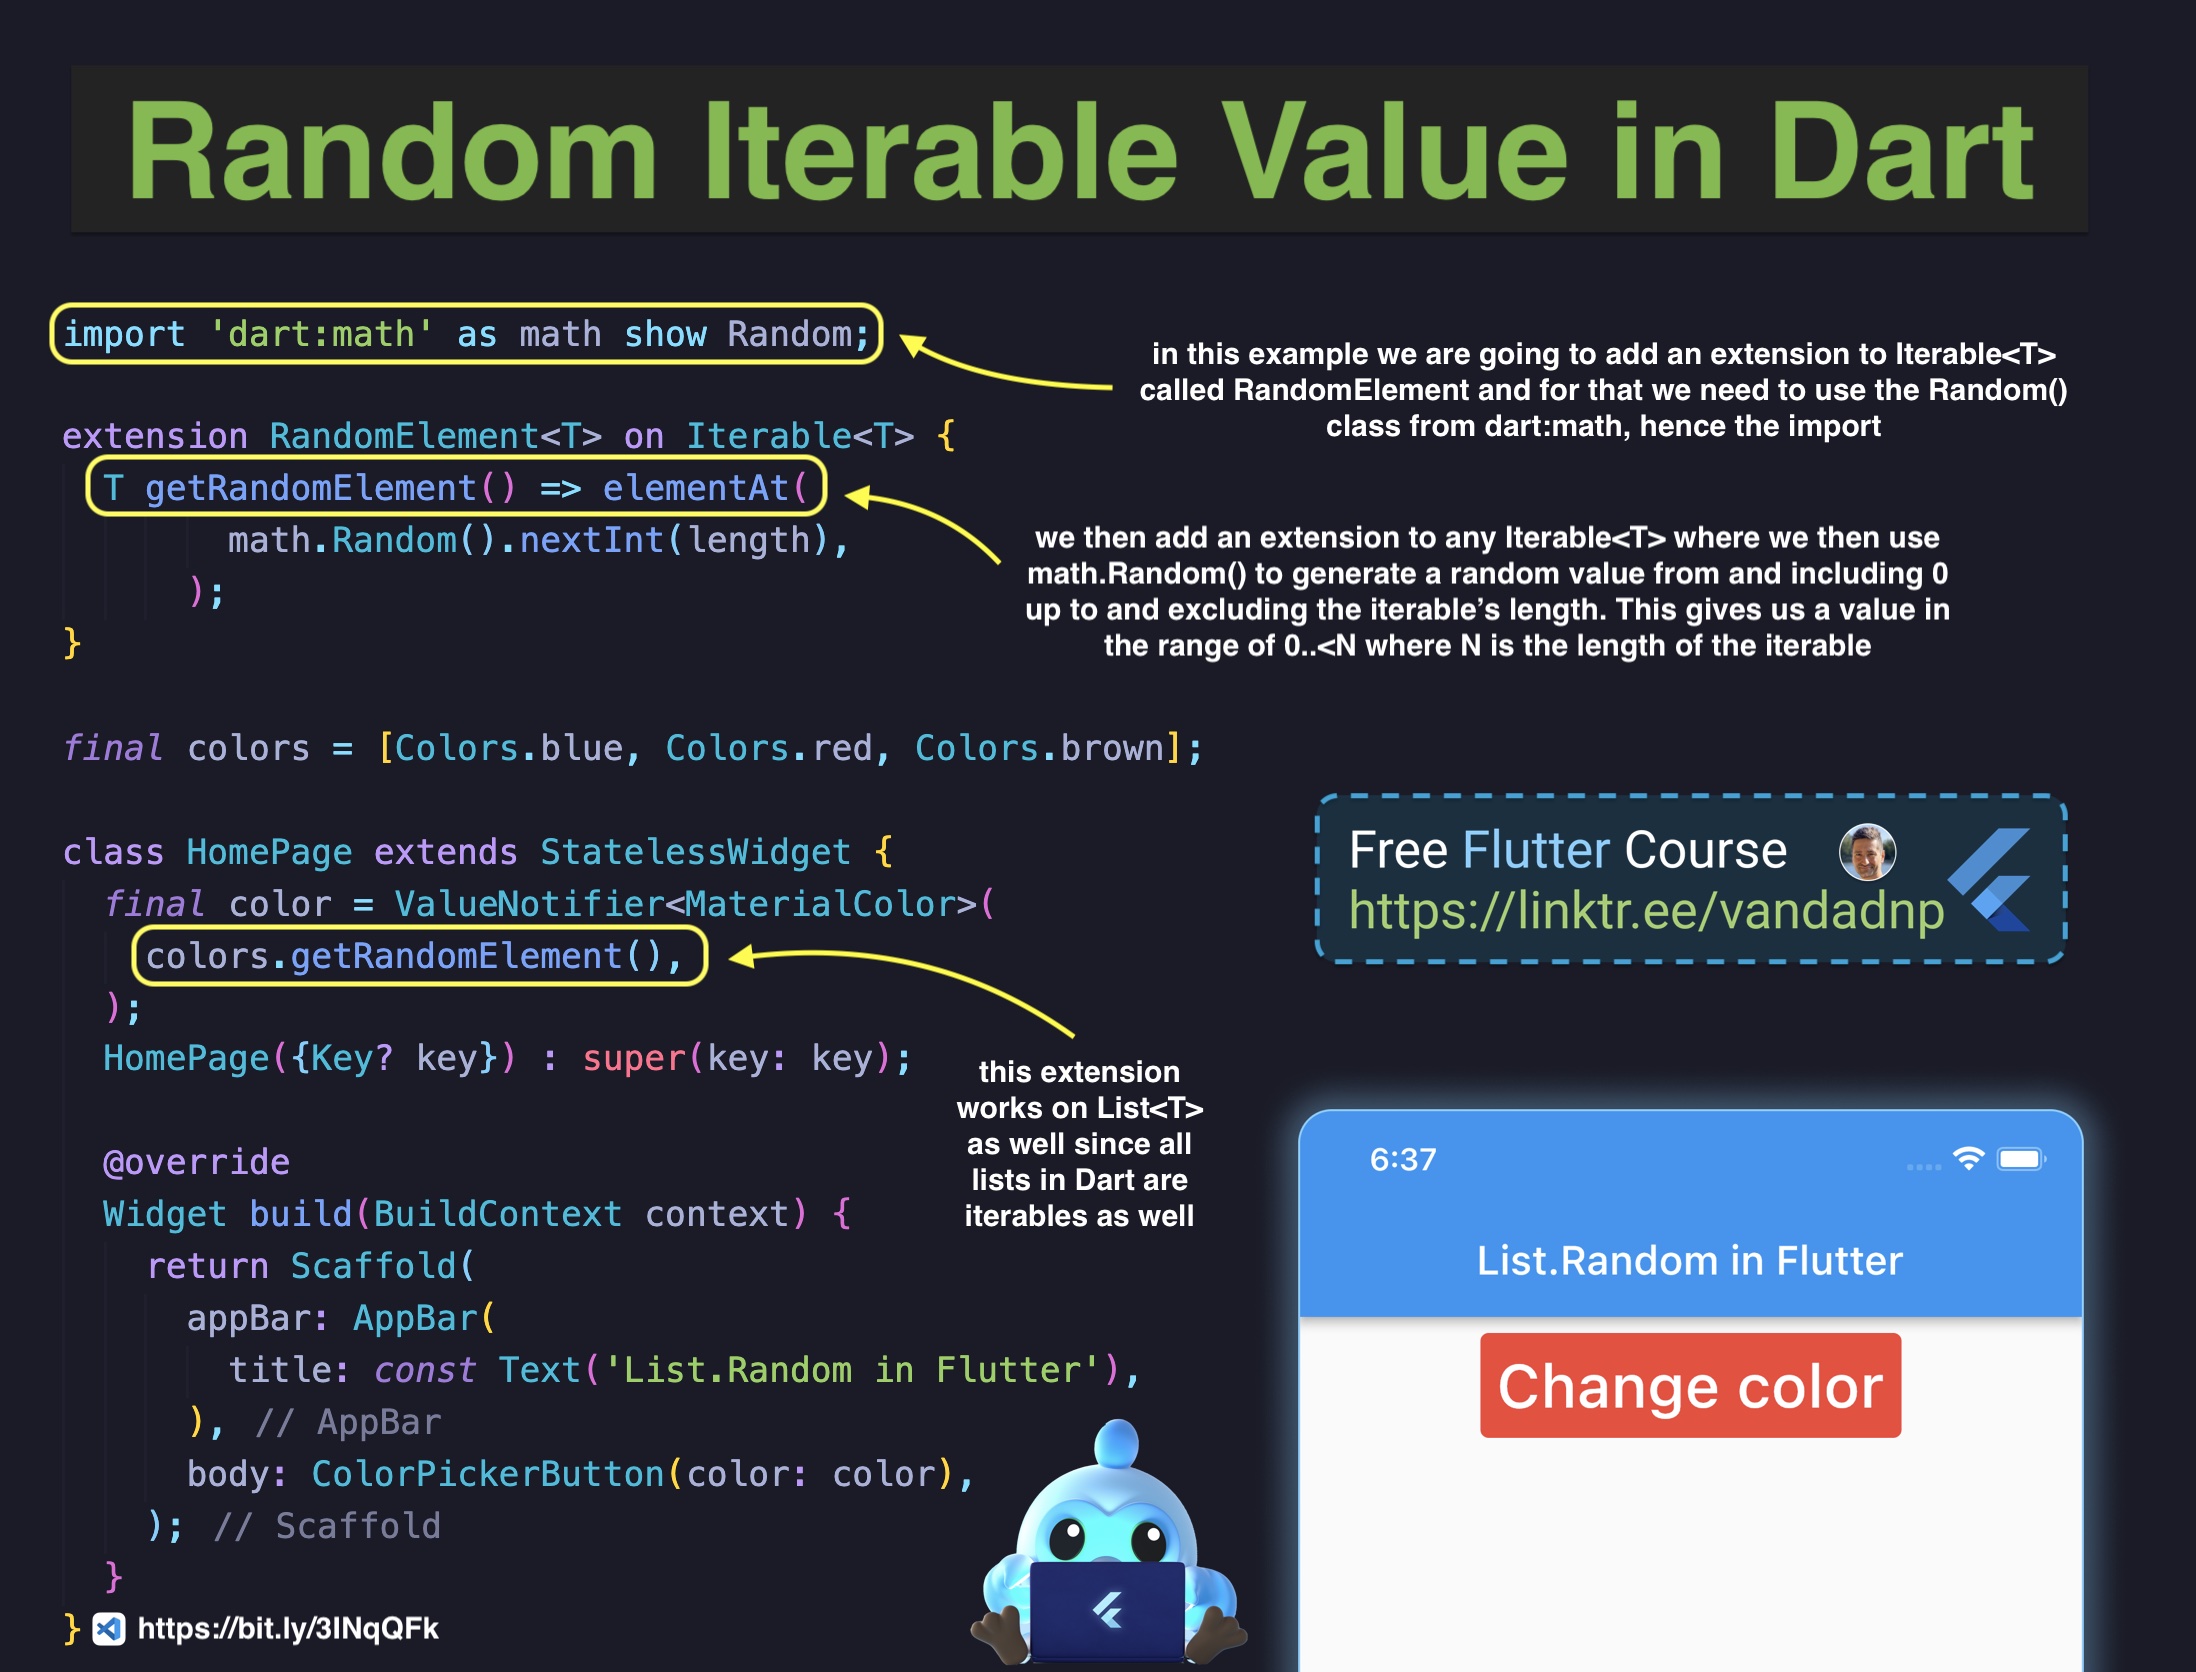 Random Iterable Value in Dart
import 'dart:math' as math show Random;
in this example we are going to add an extension to Iterable<T>
called RandomElement and for that we need to use the Random()
class from dart:math, hence the import
extension RandomElement<T> on Iterable<T> {
T getRandomElement() => elementAt(
math.Random().nextInt(length),
);
}
we then add an extension to any Iterable<T> where we then use
math.Random() to generate a random value from and including 0
up to and excluding the iterable’s length. This gives us a value in
the range of 0..<N where N is the length of the iterable
final colors = [Colors.blue, Colors.red, Colors.brown];
class HomePage extends StatelessWidget {
final color = ValueNotifier<MaterialColor>(
colors.getRandomElement(),
);
HomePage({Key? key}) : super(key: key);
this extension
works on List<T>
as well since all
lists in Dart are
iterables as well
@override
Widget build(BuildContext context) {
return Scaffold(
appBar: AppBar(
title: const Text('List.Random in Flutter'),
), // AppBar
body: ColorPickerButton(color: color),
); // Scaffold
}
}
https://bit.ly/3lNqQFk
Free Flutter Course
https://linktr.ee/vandadnp
6:37
List.Random in Flutter
Change color